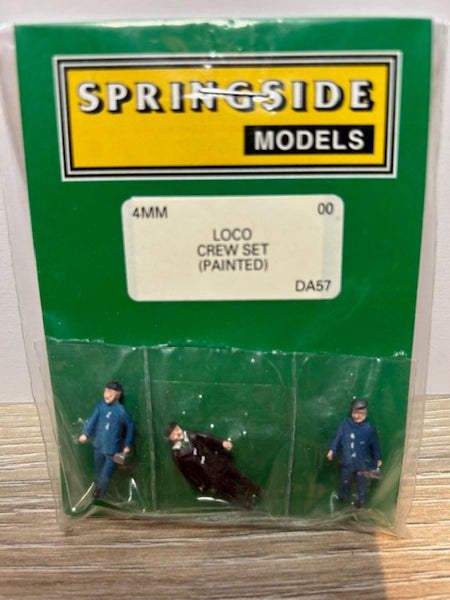 SPRINGSIDE
MODELS
4MM 00
LOCO
CREW SET
(PAINTED)
DA57